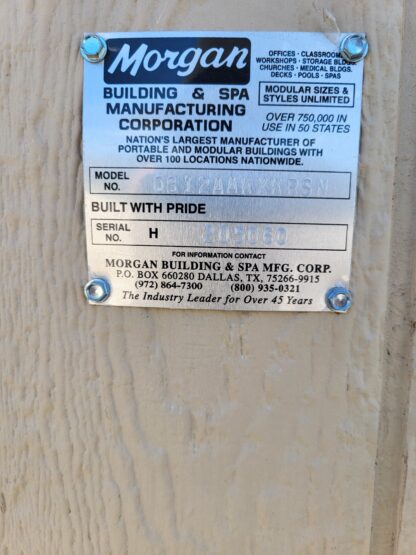 Morgan
OFFICES · CLASSROOMS
WORKSHOPS · STORAGE BLDGS.
CHURCHES · MEDICAL BLDGS.
DECKS · POOLS · SPAS
BUILDING & SPA
MANUFACTURING
CORPORATION
MODULAR SIZES &
STYLES UNLIMITED
OVER 750,000 IN
USE IN 50 STATES
NATION'S LARGEST MANUFACTURER OF
PORTABLE AND MODULAR BUILDINGS WITH
OVER 100 LOCATIONS NATIONWIDE.
MODEL
NO.
BUILT WITH PRIDE
SERIAL
NO.
H
FOR INFORMATION CONTACT
MORGAN BUILDING & SPA MFG. CORP.
P.O. BOX 660280 DALLAS, TX, 75266-9915
(972) 864-7300 (800) 935-0321
The Industry Leader for Over 45 Years